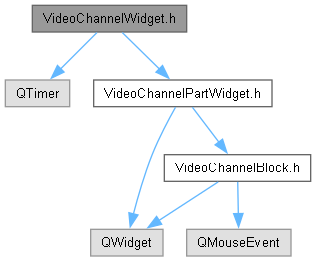 VideoChannelWidget.h
QTimer
VideoChannelPartWidget.h
VideoChannelBlock.h
QWidget
QMouseEvent